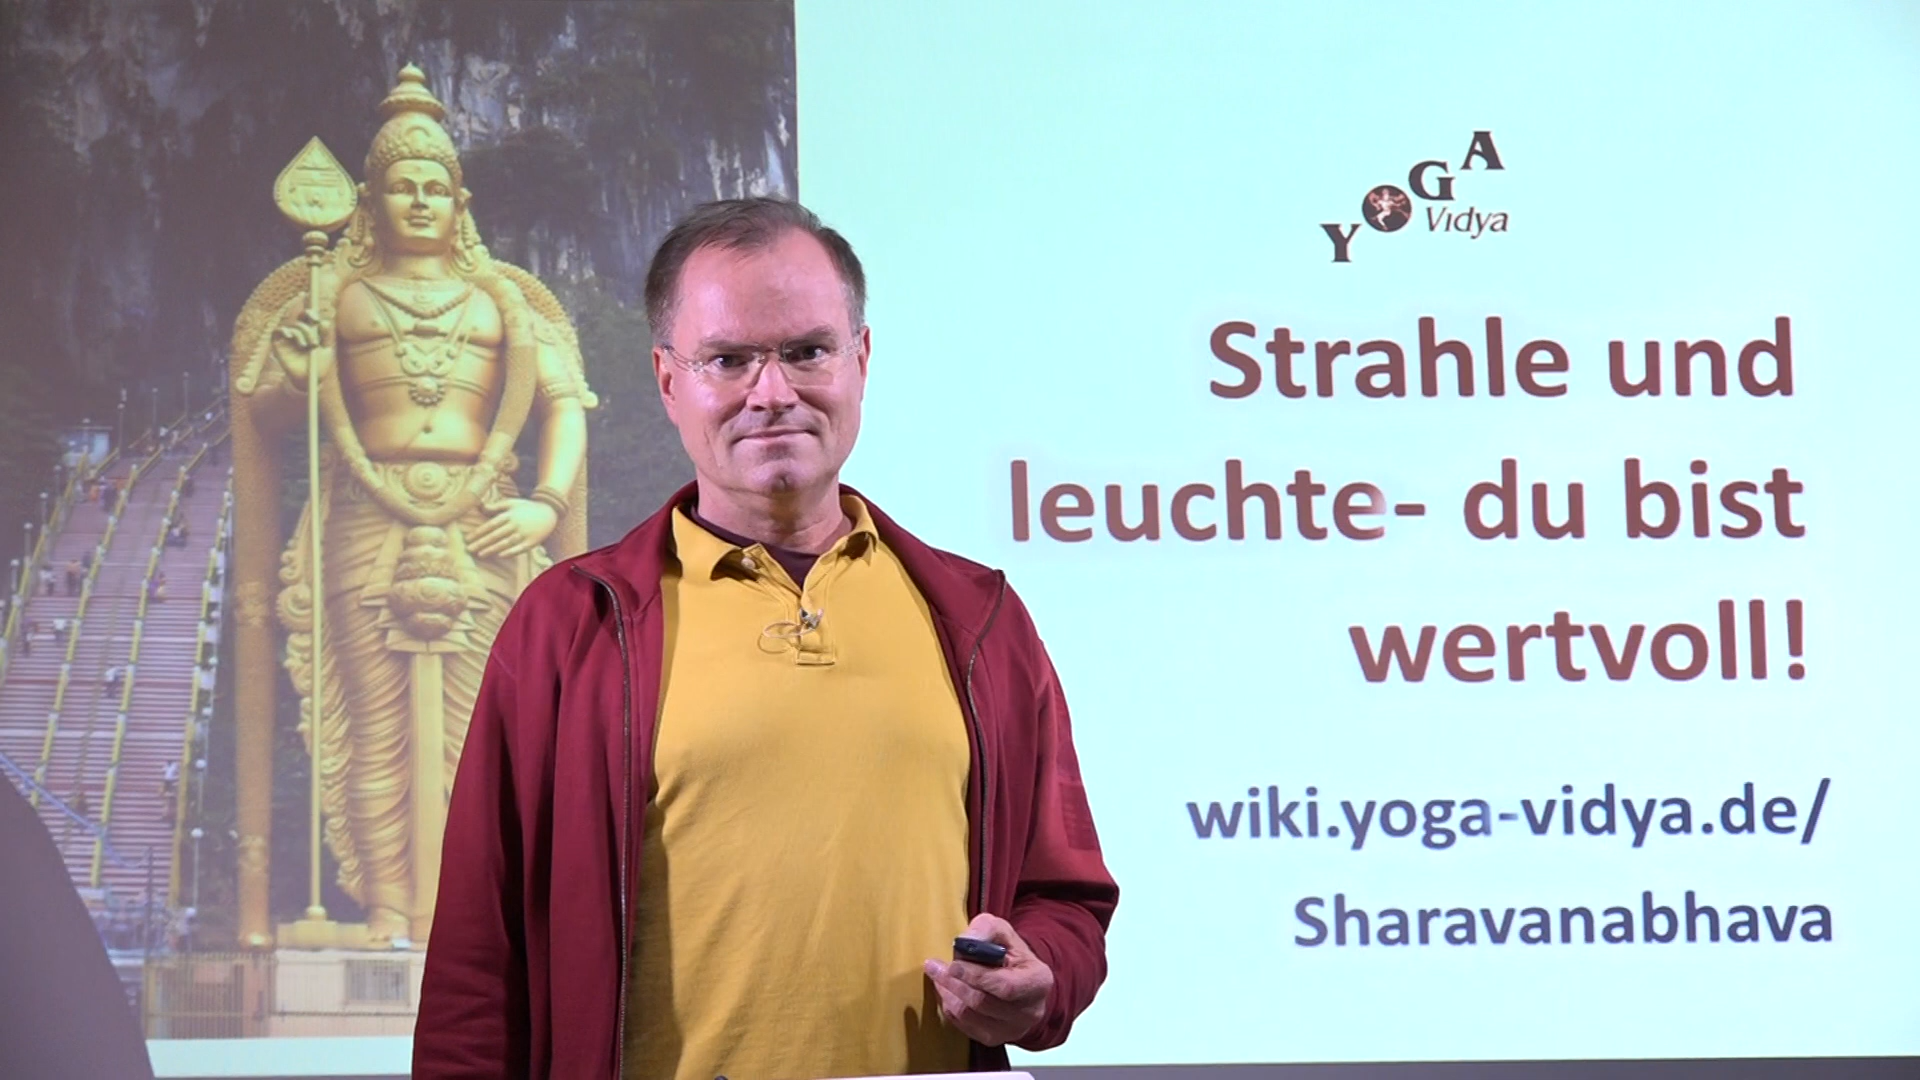 YOGA
Vidya
Strahle und
leuchte- du bist
wertvoll!
wiki.yoga-vidya.de/
Sharavanabhava